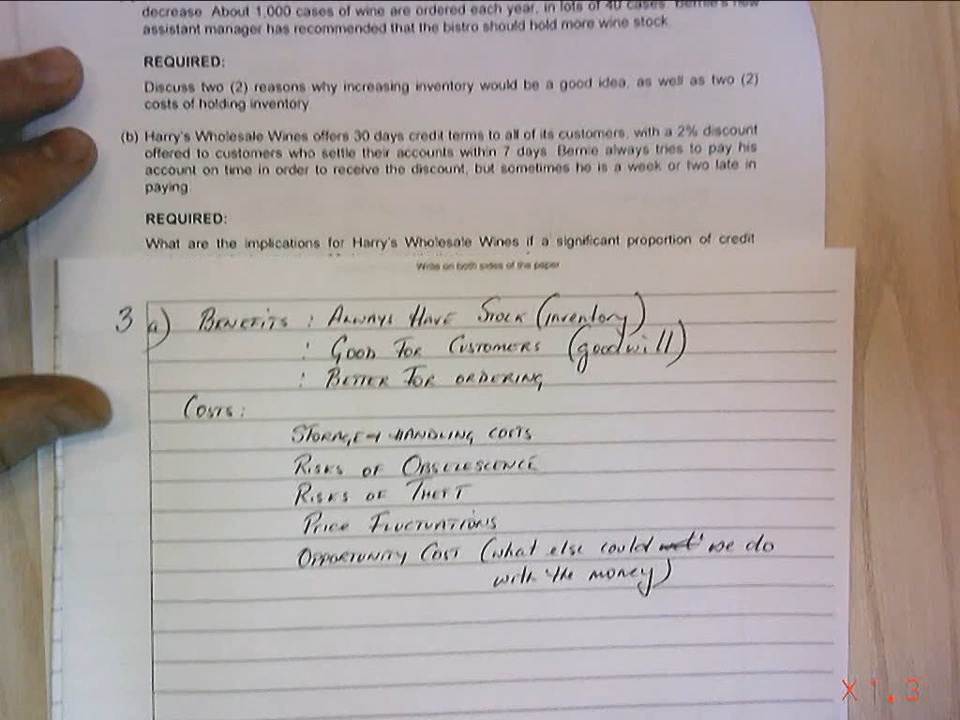 decrease. About 1,000 cases of wine are ordered each year, in lots of 40 cases. Bernie's new
assistant manager has recommended that the bistro should hold more wine stock.
REQUIRED:
Discuss two (2) reasons why increasing inventory would be a good idea, as well as two (2)
costs of holding inventory
(b) Harry's Wholesale Wines offers 30 days credit terms to all of its customers, with a 2% discount
offered to customers who settle their accounts within 7 days. Bernie always tries to pay his
account on time in order to receive the discount, but sometimes he is a week or two late in
paying.
REQUIRED:
What are the implications for Harry's Wholesale Wines if a significant proportion of credit
Write on both sides of the paper
3 a) BENEFITS : ALWAYS HAVE STOCK (inventory)
: GOOD FOR CUSTOMERS (goodwill)
: BETTER FOR ORDERING
COSTS:
STORAGE + HANDLING COSTS
RISKS OF OBSELESCENCE
RISKS OF THEFT
PRICE FLUCTUATIONS
OPPORTUNITY COST (what else could we do
with the money)
X1.3